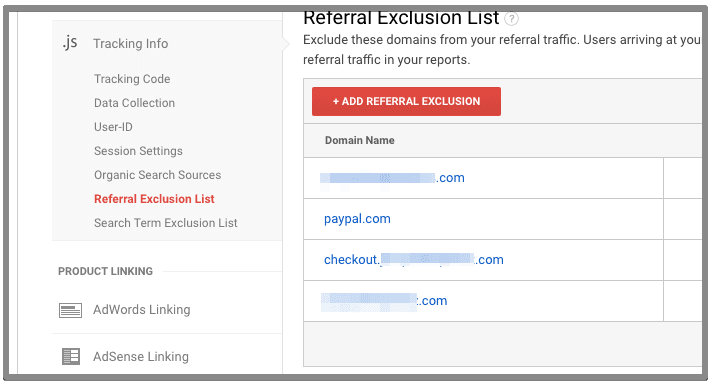 .js Tracking Info
Tracking Code
Data Collection
User-ID
Session Settings
Organic Search Sources
Referral Exclusion List
Search Term Exclusion List
PRODUCT LINKING
AdWords Linking
AdSense Linking
Referral Exclusion List ?
Exclude these domains from your referral traffic. Users arriving at you
referral traffic in your reports.
+ ADD REFERRAL EXCLUSION
Domain Name
.com
paypal.com
checkout. .com
.com